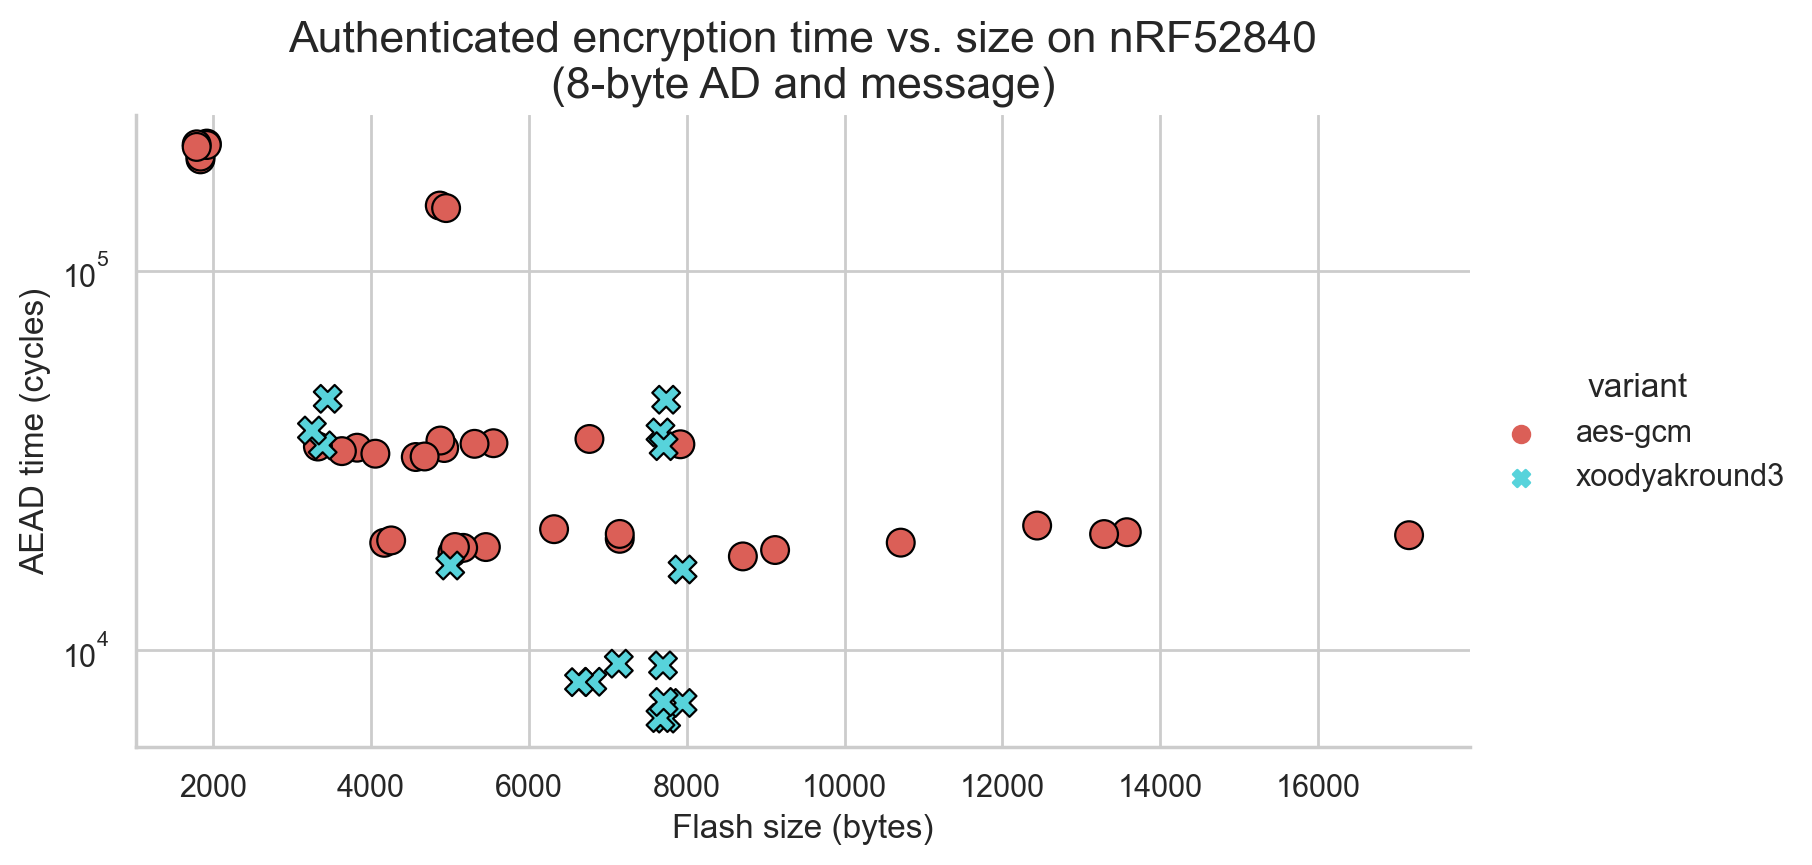 Authenticated encryption time vs. size on nRF52840
(8-byte AD and message)
AEAD time (cycles)
10^5
10^4
2000 4000 6000 8000 10000 12000 14000 16000
Flash size (bytes)
variant
aes-gcm
xoodyakround3